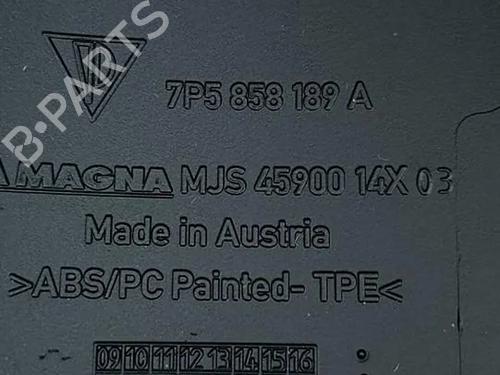 B-PARTS
7P5 858 189 A
MAGNA MJS 45900 14X 03
Made in Austria
>ABS/PC Painted- TPE<
09 10 11 12 13 14 15 16